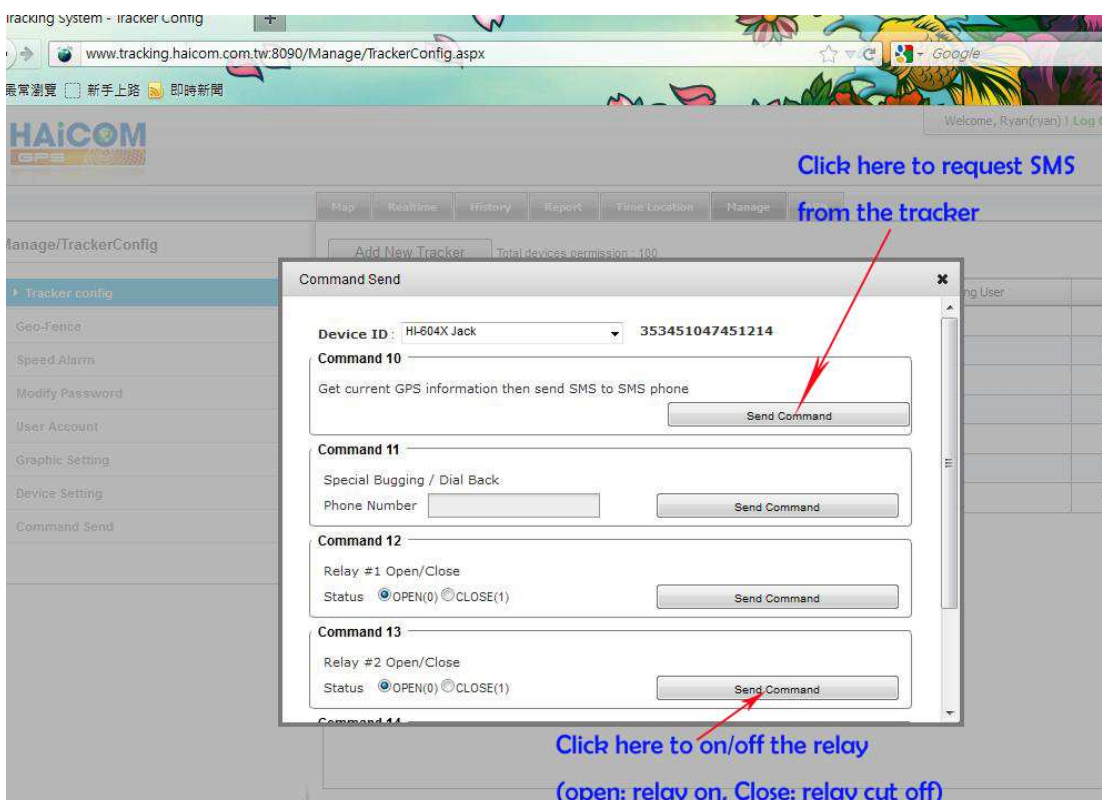 Tracking System - Tracker Config
www.tracking.haicom.com.tw:8090/Manage/TrackerConfig.aspx
Google
最常瀏覽 新手上路 即時新聞
Welcome, Ryan(ryan) ! Log
HAiCOM
GPS
Click here to request SMS
from the tracker
Map Realtime History Report Time Location Manage
Manage/TrackerConfig
Add New Tracker Total devices permission : 100
Command Send
Tracker config
ng User
Geo-Fence
Speed Alarm
Modify Password
User Account
Graphic Setting
Device Setting
Command Send
Device ID : HI-604X Jack 353451047451214
Command 10
Get current GPS information then send SMS to SMS phone
Send Command
Command 11
Special Bugging / Dial Back
Phone Number Send Command
Command 12
Relay #1 Open/Close
Status OPEN(0) CLOSE(1) Send Command
Command 13
Relay #2 Open/Close
Status OPEN(0) CLOSE(1) Send Command
Command 14
Click here to on/off the relay
(open: relay on, Close: relay cut off)